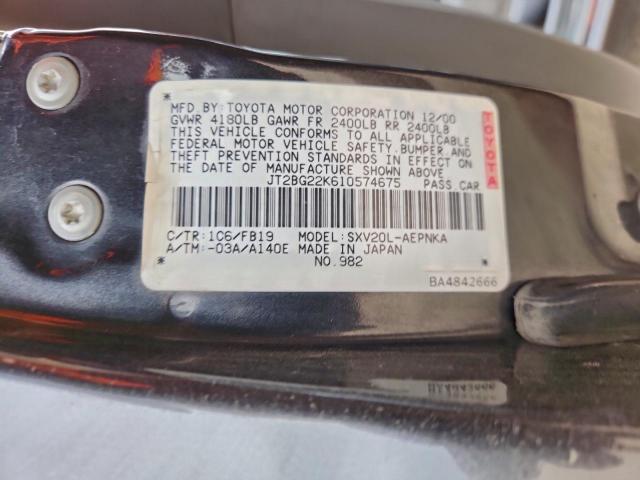 MFD.BY:TOYOTA MOTOR CORPORATION 12/00
GVWR 4180LB GAWR FR 2400LB RR 2400LB
THIS VEHICLE CONFORMS TO ALL APPLICABLE
FEDERAL MOTOR VEHICLE SAFETY,BUMPER AND
THEFT PREVENTION STANDARDS IN EFFECT ON
THE DATE OF MANUFACTURE SHOWN ABOVE.
JT2BG22K610574675 PASS.CAR
C/TR:1C6/FB19 MODEL:SXV20L-AEPNKA
A/TM:-03A/A140E MADE IN JAPAN
NO.982
BA4842666
TOYOTA